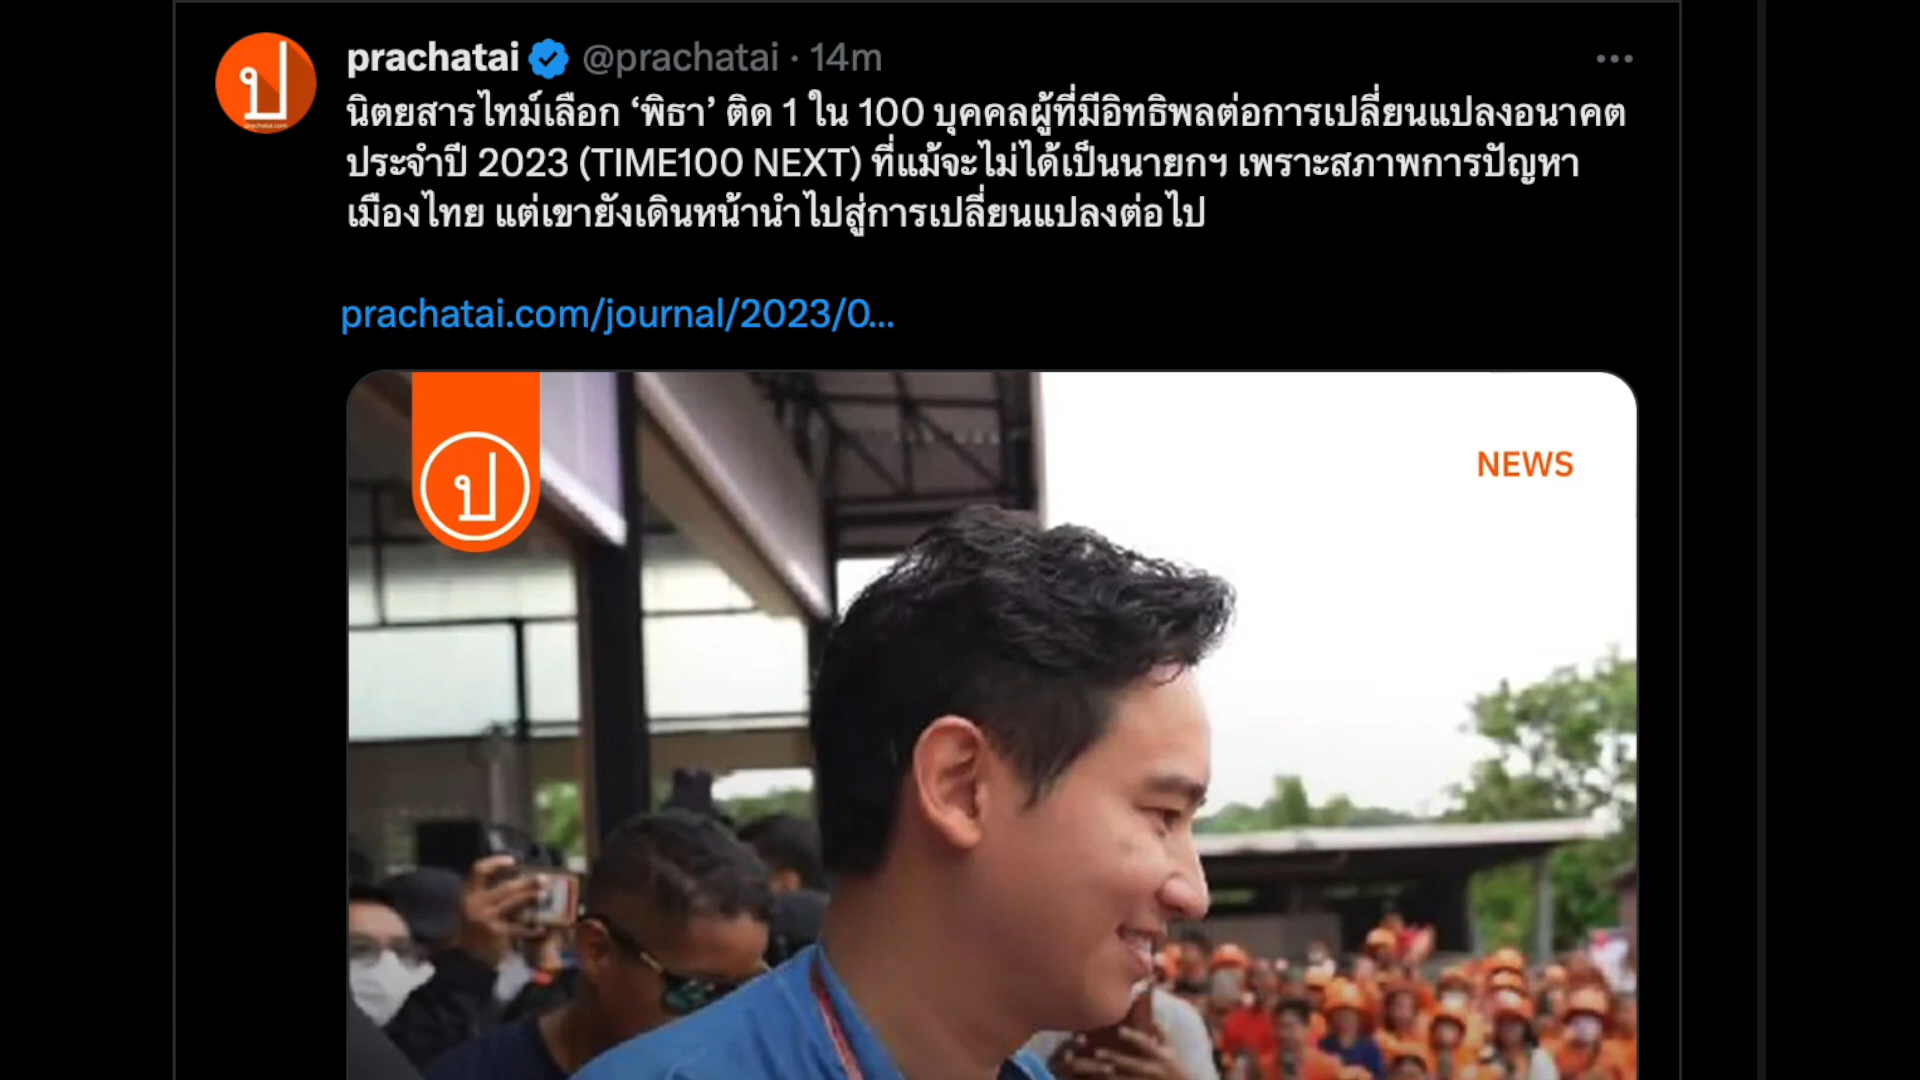 prachatai @prachatai · 14m
นิตยสารไทม์เลือก ‘พิธา’ ติด 1 ใน 100 บุคคลผู้ที่มีอิทธิพลต่อการเปลี่ยนแปลงอนาคต
ประจำปี 2023 (TIME100 NEXT) ที่แม้จะไม่ได้เป็นนายกฯ เพราะสภาพการปัญหา
เมืองไทย แต่เขายังเดินหน้านำไปสู่การเปลี่ยนแปลงต่อไป
prachatai.com/journal/2023/0...
ป
ป
NEWS